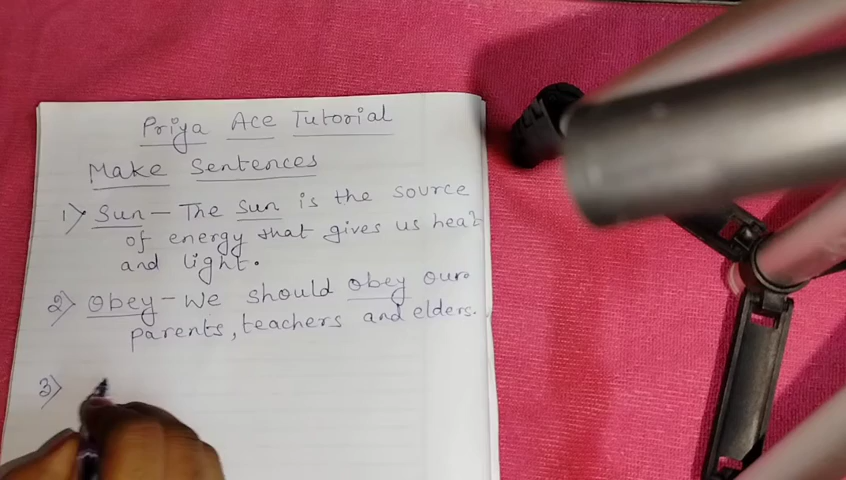 Priya Ace Tutorial
Make Sentences
1) Sun - The sun is the source
of energy that gives us heat
and light.
2) Obey - We should obey our
parents, teachers and elders.
3)